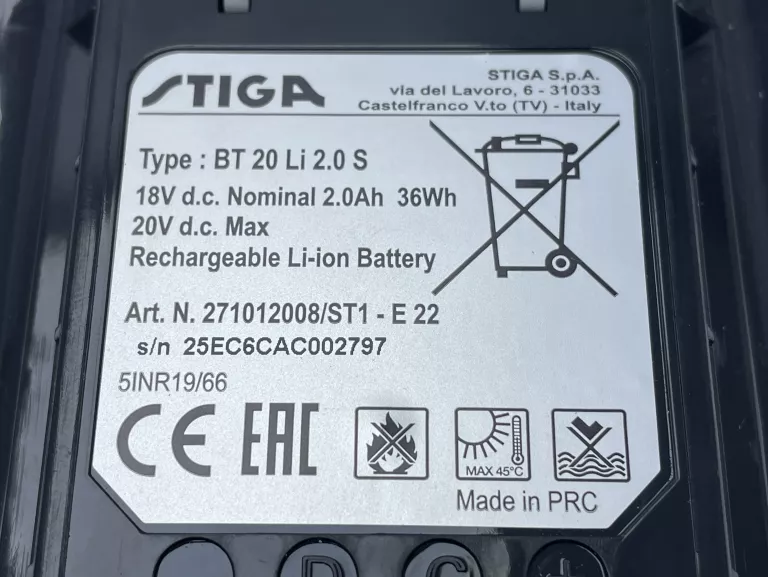 STIGA
STIGA S.p.A.
via del Lavoro, 6 - 31033
Castelfranco V.to (TV) - Italy
Type : BT 20 Li 2.0 S
18V d.c. Nominal 2.0Ah 36Wh
20V d.c. Max
Rechargeable Li-ion Battery
Art. N. 271012008/ST1 - E 22
s/n 25EC6CAC002797
5INR19/66
CE EAC
MAX 45°C
Made in PRC
D C +